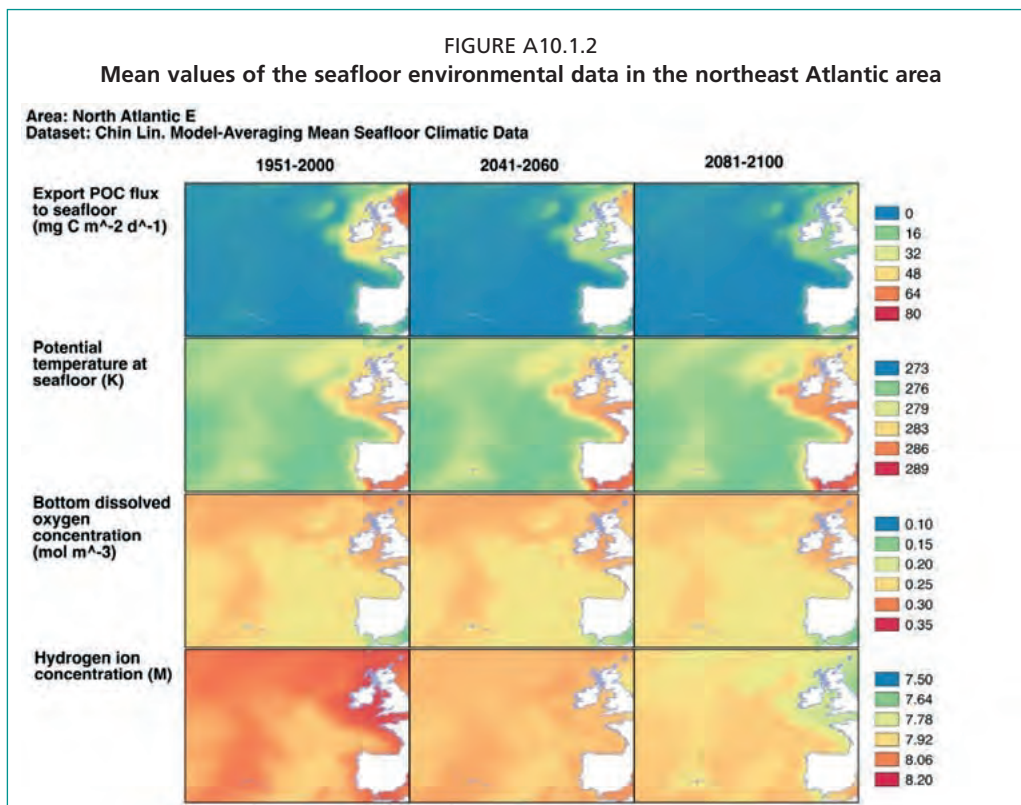 FIGURE A10.1.2
Mean values of the seafloor environmental data in the northeast Atlantic area
Area: North Atlantic E
Dataset: Chin Lin. Model-Averaging Mean Seafloor Climatic Data
1951-2000 2041-2060 2081-2100
Export POC flux
to seafloor
(mg C m^-2 d^-1)
0
16
32
48
64
80
Potential
temperature at
seafloor (K)
273
276
279
283
286
289
Bottom dissolved
oxygen
concentration
(mol m^-3)
0.10
0.15
0.20
0.25
0.30
0.35
Hydrogen ion
concentration (M)
7.50
7.64
7.78
7.92
8.06
8.20